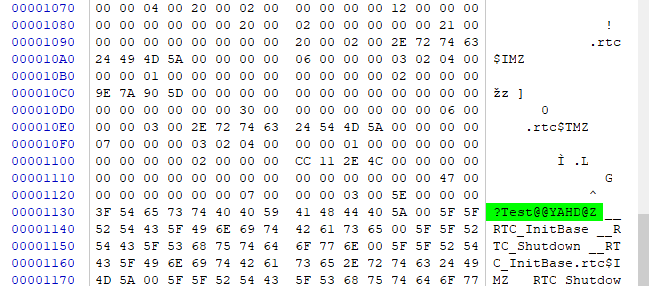 00001070 00 00 04 00 20 00 02 00 00 00 00 00 12 00 00 00
00001080 00 00 00 00 00 00 20 00 02 00 00 00 00 00 21 00 !
00001090 00 00 00 00 00 00 00 00 20 00 02 00 2E 72 74 63 .rtc
000010A0 24 49 4D 5A 00 00 00 00 06 00 00 00 03 02 04 00 $IMZ
000010B0 00 00 01 00 00 00 00 00 00 00 00 00 02 00 00 00
000010C0 9E 7A 90 5D 00 00 00 00 00 00 00 00 00 00 00 00 žz ]
000010D0 00 00 00 00 00 00 30 00 00 00 00 00 00 00 06 00 0
000010E0 00 00 03 00 2E 72 74 63 24 54 4D 5A 00 00 00 00 .rtc$TMZ
000010F0 07 00 00 00 03 02 04 00 00 00 01 00 00 00 00 00
00001100 00 00 00 00 02 00 00 00 CC 11 2E 4C 00 00 00 00 Ì .L
00001110 00 00 00 00 00 00 00 00 00 00 00 00 00 00 47 00 G
00001120 00 00 00 00 00 00 07 00 00 00 03 00 5E 00 00 00 ^
00001130 3F 54 65 73 74 40 40 59 41 48 44 40 5A 00 5F 5F ?Test@@YAHD@Z __
00001140 52 54 43 5F 49 6E 69 74 42 61 73 65 00 5F 5F 52 RTC_InitBase __R
00001150 54 43 5F 53 68 75 74 64 6F 77 6E 00 5F 5F 52 54 TC_Shutdown __RT
00001160 43 5F 49 6E 69 74 42 61 73 65 2E 72 74 63 24 49 C_InitBase.rtc$I
00001170 4D 5A 00 5F 5F 52 54 43 5F 53 68 75 74 64 6F 77 MZ __RTC_Shutdow